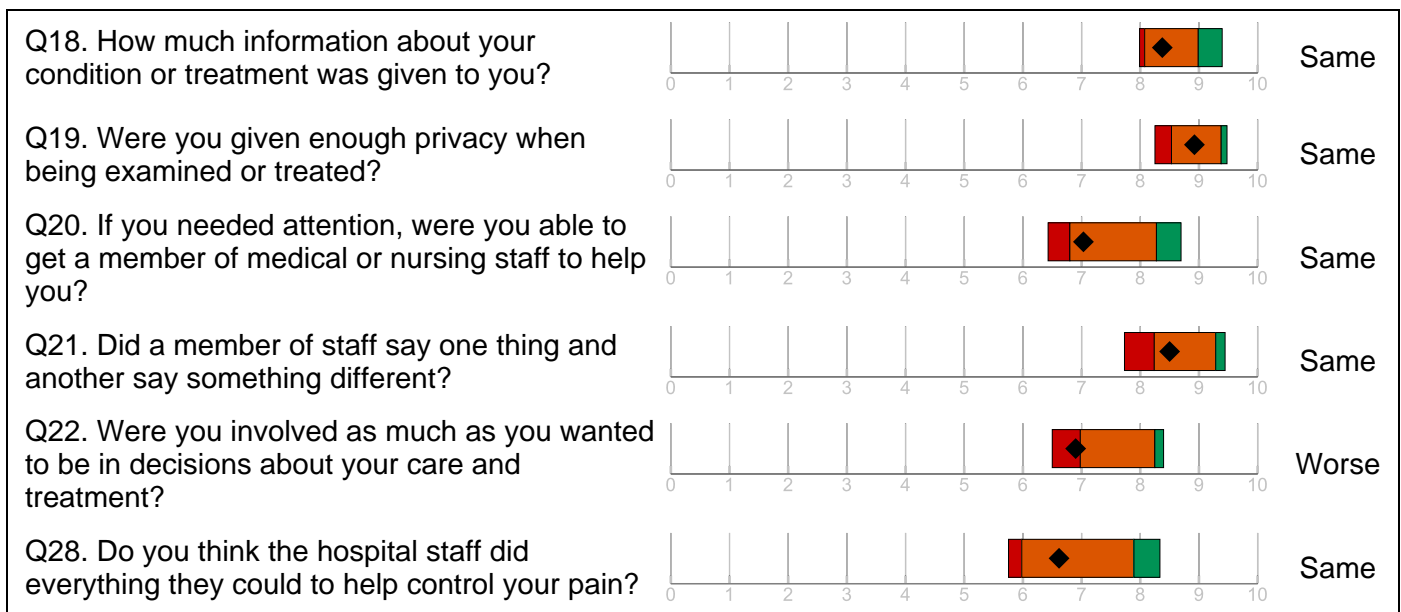 Q18. How much information about your
condition or treatment was given to you?
0 1 2 3 4 5 6 7 8 9 10
Same
Q19. Were you given enough privacy when
being examined or treated?
0 1 2 3 4 5 6 7 8 9 10
Same
Q20. If you needed attention, were you able to
get a member of medical or nursing staff to help
you?
0 1 2 3 4 5 6 7 8 9 10
Same
Q21. Did a member of staff say one thing and
another say something different?
0 1 2 3 4 5 6 7 8 9 10
Same
Q22. Were you involved as much as you wanted
to be in decisions about your care and
treatment?
0 1 2 3 4 5 6 7 8 9 10
Worse
Q28. Do you think the hospital staff did
everything they could to help control your pain?
0 1 2 3 4 5 6 7 8 9 10
Same